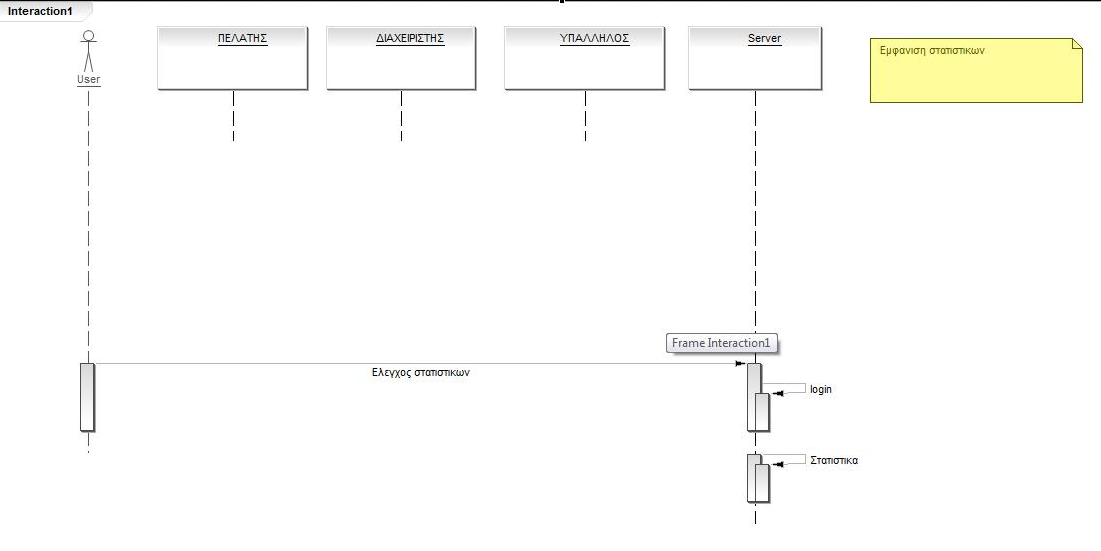 Interaction1
User
ΠΕΛΑΤΗΣ
ΔΙΑΧΕΙΡΙΣΤΗΣ
ΥΠΑΛΛΗΛΟΣ
Server
Εμφανιση στατιστικων
Frame Interaction1
Ελεγχος στατιστικων
login
Στατιστικα